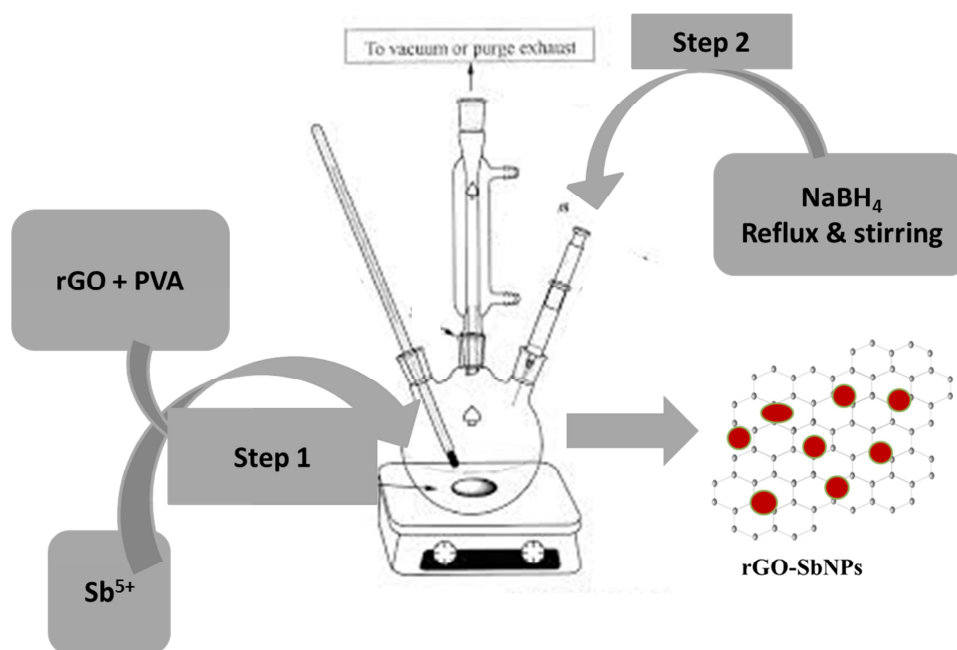 To vacuum or purge exhaust
Step 2
NaBH₄
Reflux & stirring
rGO + PVA
Step 1
Sb⁵⁺
rGO-SbNPs